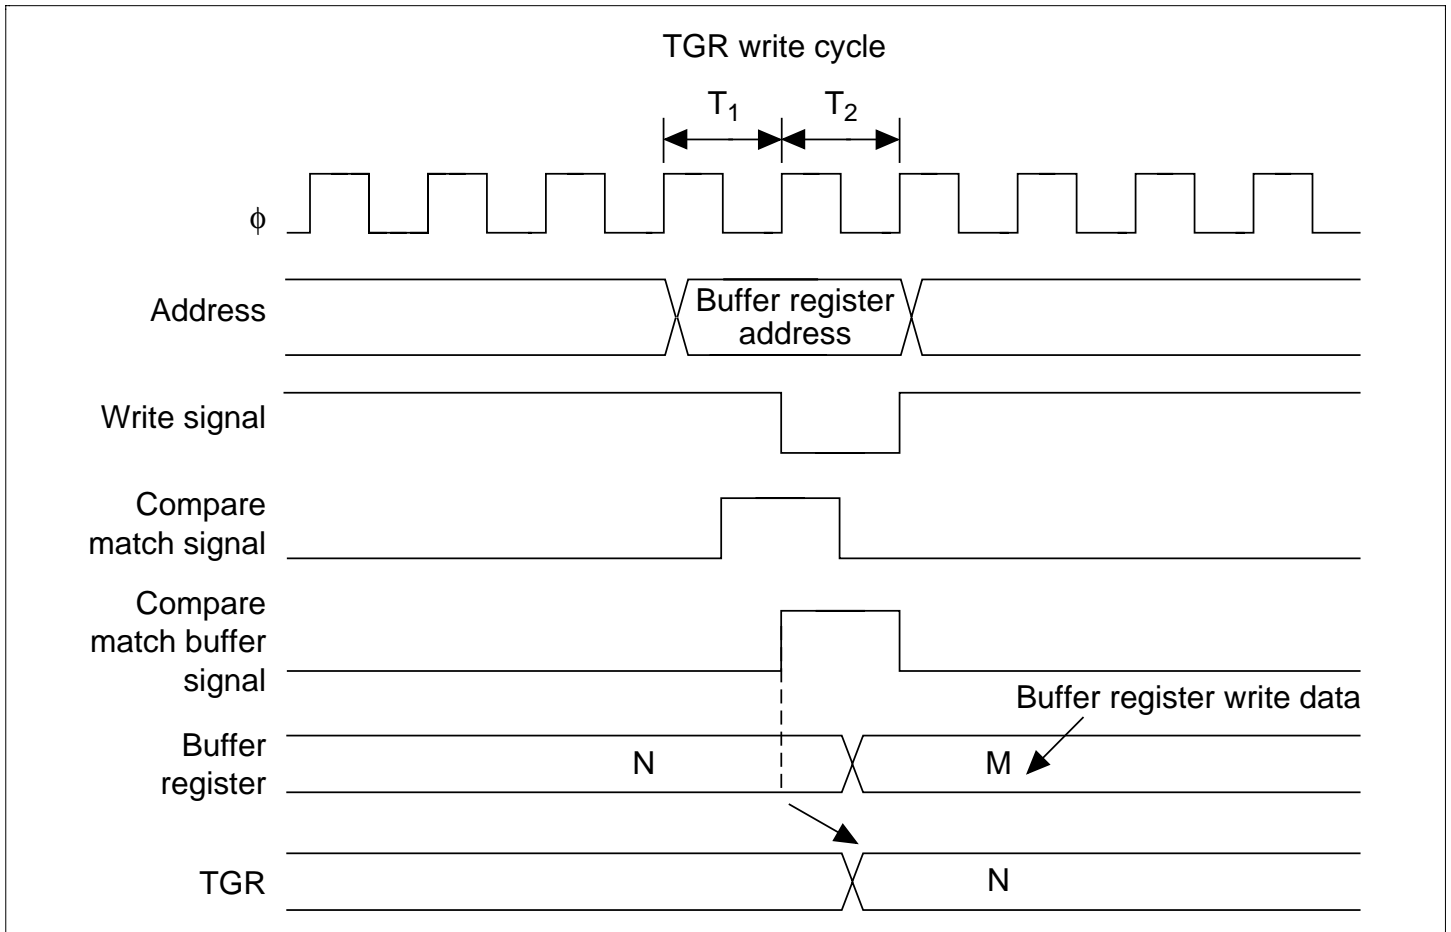 TGR write cycle
T1 T2
ϕ
Address
Buffer register
address
Write signal
Compare
match signal
Compare
match buffer
signal
Buffer register write data
Buffer
register
N M
TGR
N